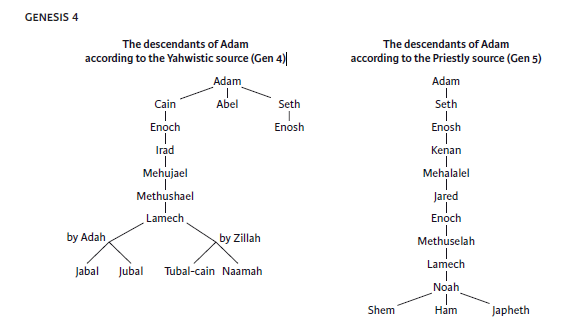 GENESIS 4
The descendants of Adam
according to the Yahwistic source (Gen 4)
Adam
Cain Abel Seth
Enoch Enosh
Irad
Mehujael
Methushael
Lamech
by Adah by Zillah
Jabal Jubal Tubal-cain Naamah
The descendants of Adam
according to the Priestly source (Gen 5)
Adam
Seth
Enosh
Kenan
Mehalalel
Jared
Enoch
Methuselah
Lamech
Noah
Shem Ham Japheth